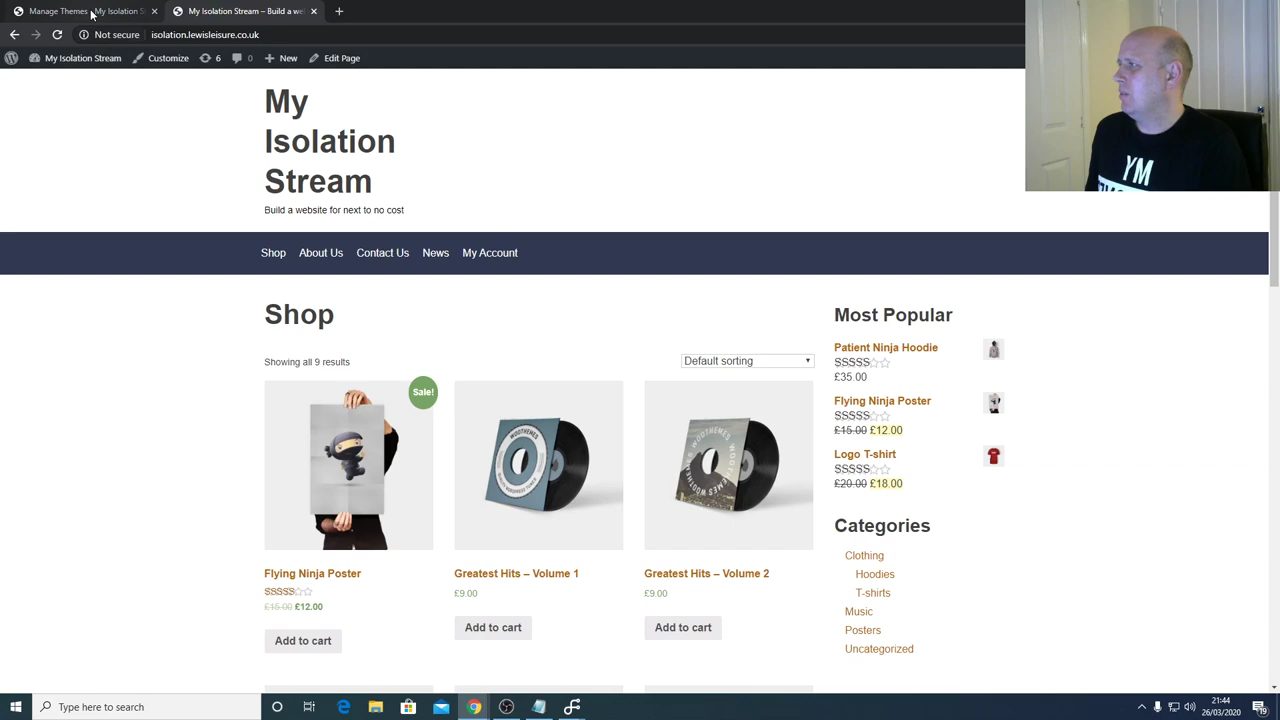 Manage Themes ‹ My Isolation S
My Isolation Stream – Build a we
Not secure
isolation.lewisleisure.co.uk
My Isolation Stream
Customize
6
0
New
Edit Page
My
Isolation
Stream
Build a website for next to no cost
YM
Shop
About Us
Contact Us
News
My Account
Shop
Showing all 9 results
Default sorting
Sale!
WOOTHEMES
WOOTHEMES
Flying Ninja Poster
SSSSS
£15.00 £12.00
Add to cart
Greatest Hits – Volume 1
£9.00
Add to cart
Greatest Hits – Volume 2
£9.00
Add to cart
Most Popular
Patient Ninja Hoodie
SSSSS
£35.00
Flying Ninja Poster
SSSSS
£15.00 £12.00
Logo T-shirt
SSSSS
£20.00 £18.00
Categories
Clothing
Hoodies
T-shirts
Music
Posters
Uncategorized
Type here to search
21:44
26/03/2020
19